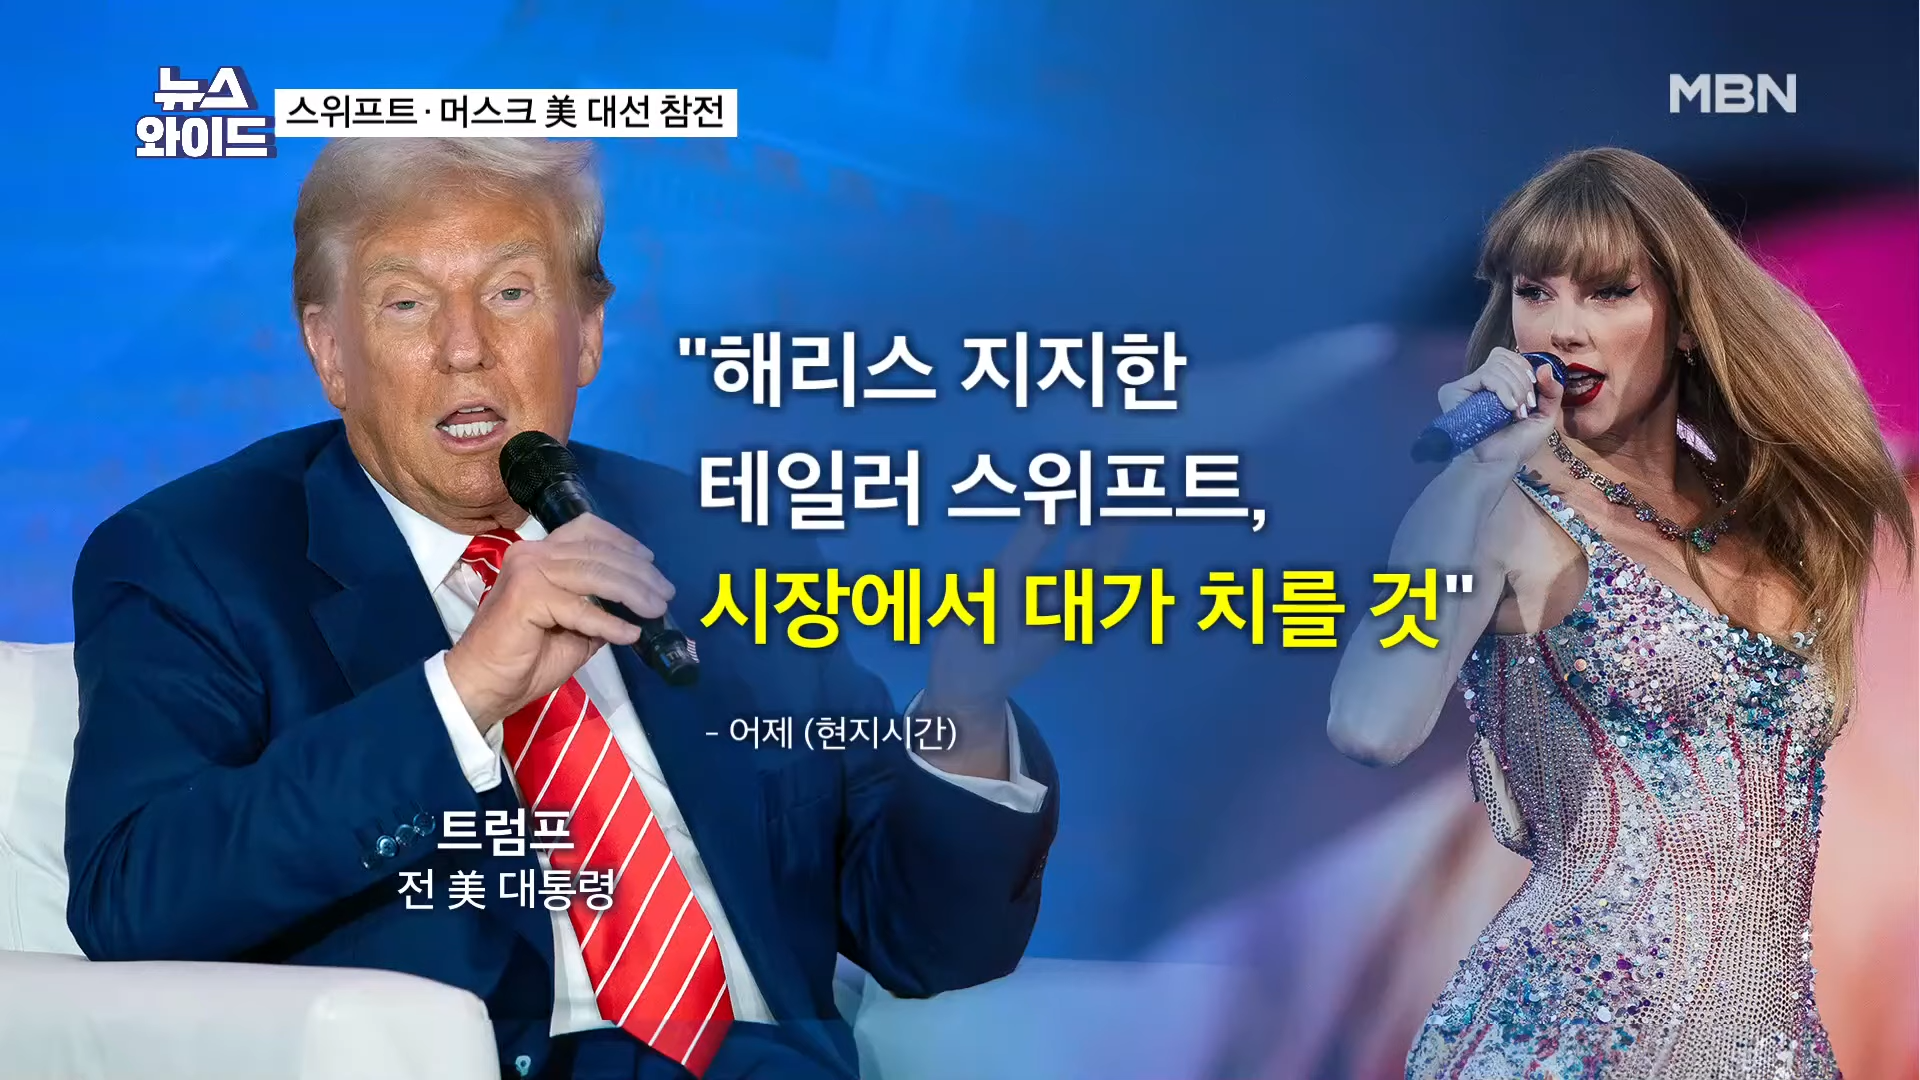 뉴스
와이드
스위프트·머스크 美 대선 참전
MBN
"해리스 지지한
테일러 스위프트,
시장에서 대가 치를 것"
- 어제 (현지시간)
트럼프
전 美 대통령